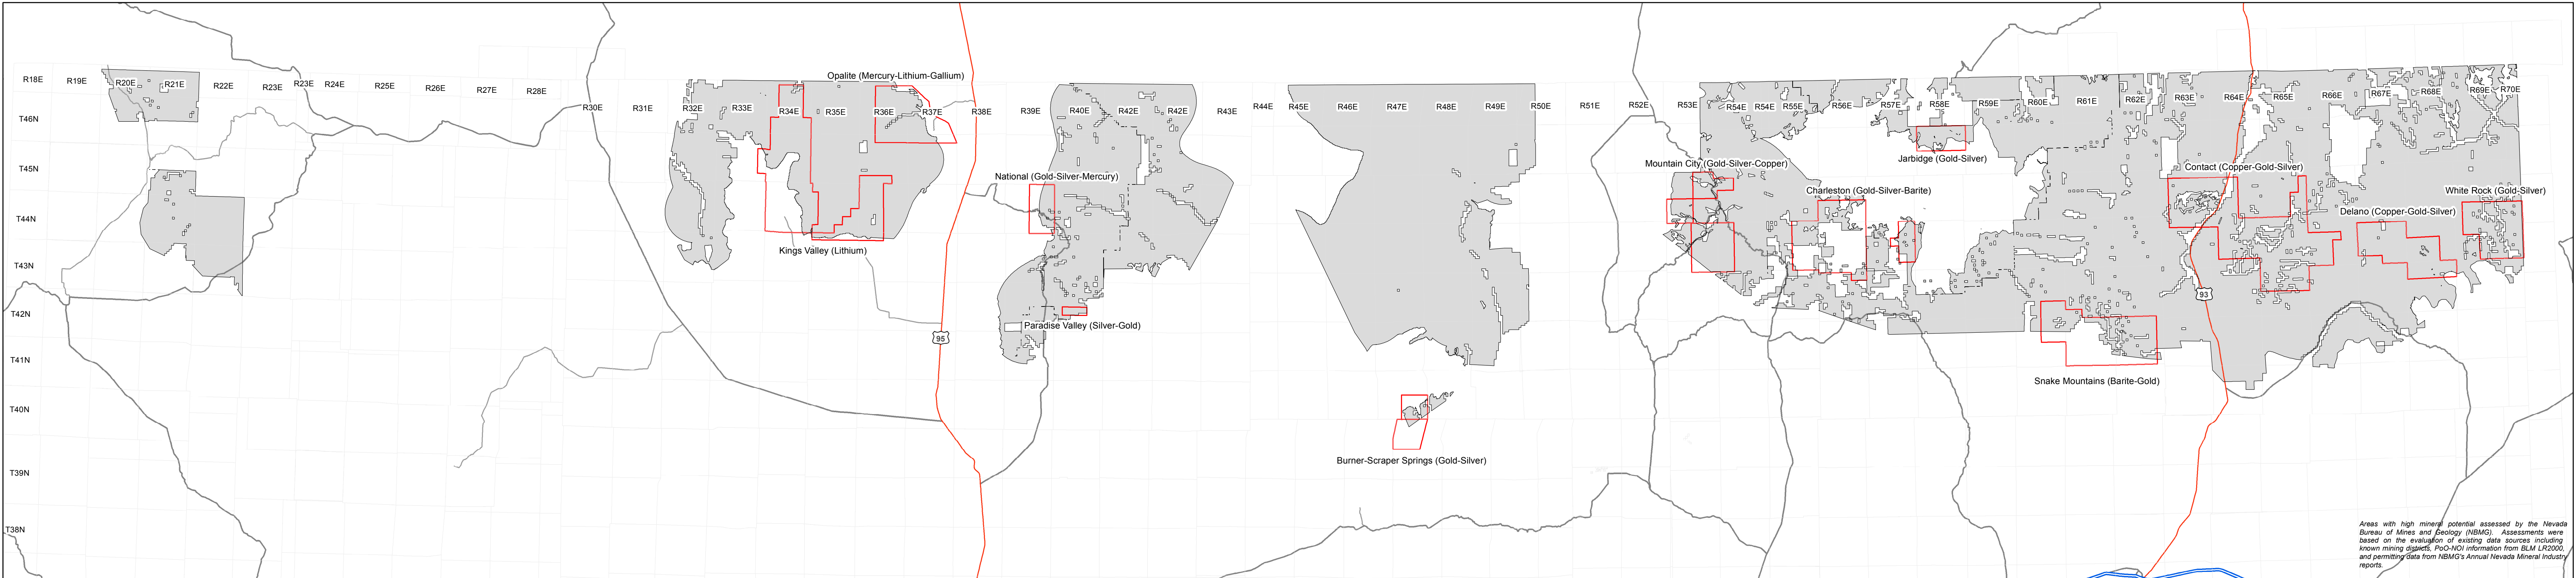 R18E R19E R20E R21E R22E R23E R23E R24E R25E R26E R27E R28E R30E R31E R32E R33E R34E R35E R36E R37E R38E R39E R40E R42E R42E R43E R44E R45E R46E R47E R48E R49E R50E R51E R52E R53E R54E R54E R55E R56E R57E R58E R59E R60E R61E R62E R63E R64E R65E R66E R67E R68E R69E R70E
Opalite (Mercury-Lithium-Gallium)
T46N
Jarbidge (Gold-Silver)
Mountain City (Gold-Silver-Copper)
Contact (Copper-Gold-Silver)
T45N
National (Gold-Silver-Mercury)
Charleston (Gold-Silver-Barite)
White Rock (Gold-Silver)
Delano (Copper-Gold-Silver)
T44N
Kings Valley (Lithium)
T43N
93
T42N
Paradise Valley (Silver-Gold)
95
T41N
Snake Mountains (Barite-Gold)
T40N
Burner-Scraper Springs (Gold-Silver)
T39N
T38N
Areas with high mineral potential assessed by the Nevada
Bureau of Mines and Geology (NBMG). Assessments were
based on the evaluation of existing data sources including
known mining districts, PoO-NOI information from BLM LR2000,
and permitting data from NBMG's Annual Nevada Mineral Industry
reports.